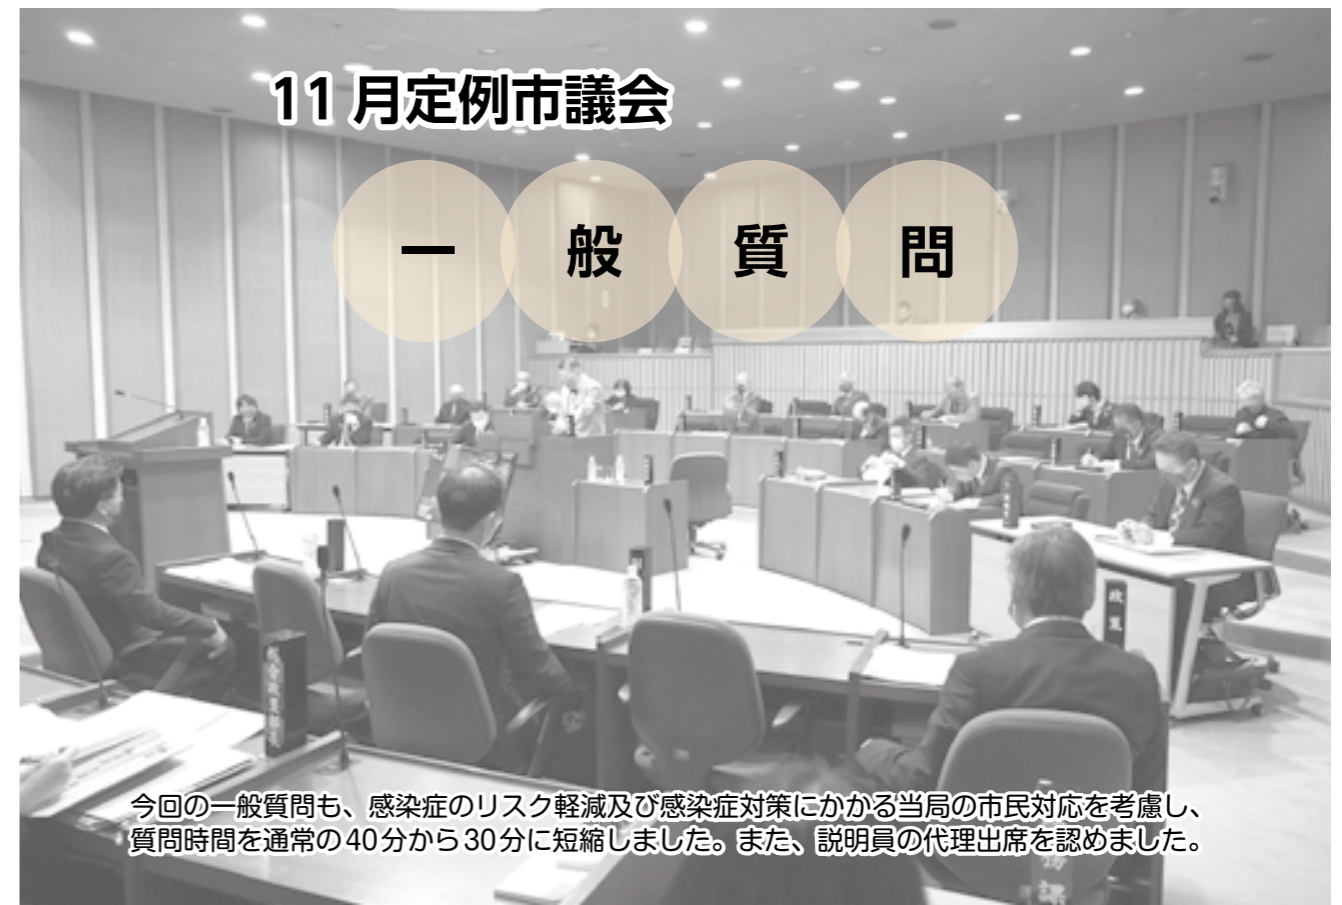 11月定例市議会
一般質問
今回の一般質問も、感染症のリスク軽減及び感染症対策にかかる当局の市民対応を考慮し、
質問時間を通常の40分から30分に短縮しました。また、説明員の代理出席を認めました。